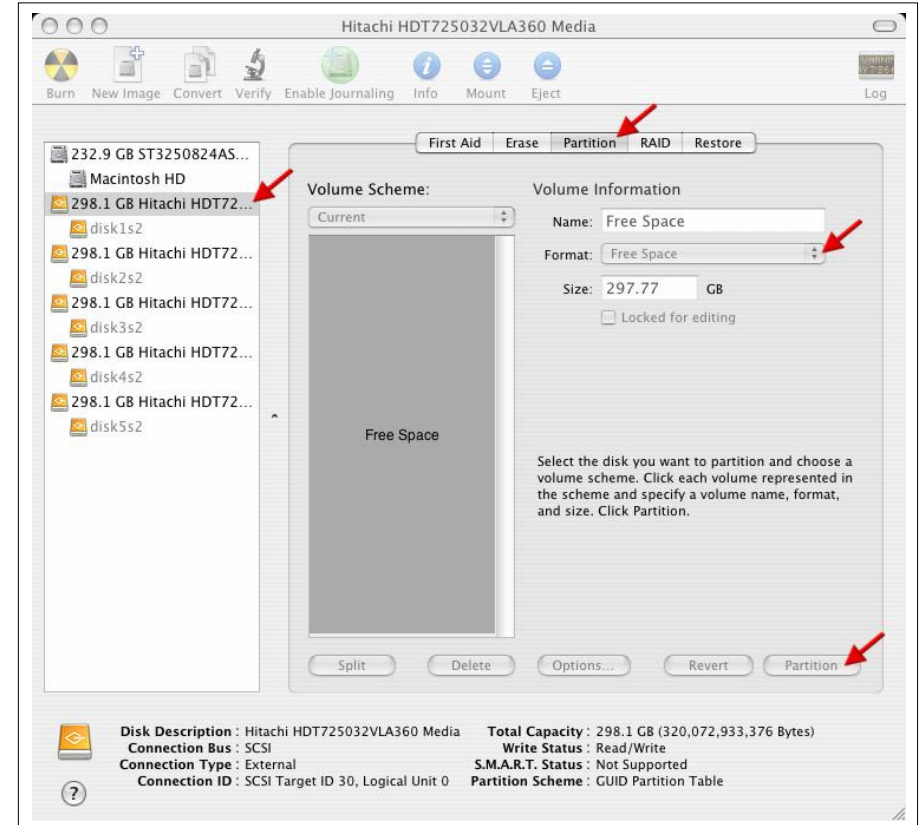 Hitachi HDT725032VLA360 Media
Burn New Image Convert Verify Enable Journaling Info Mount Eject Log
First Aid Erase Partition RAID Restore
232.9 GB ST3250824AS...
Macintosh HD
298.1 GB Hitachi HDT72...
disk1s2
298.1 GB Hitachi HDT72...
disk2s2
298.1 GB Hitachi HDT72...
disk3s2
298.1 GB Hitachi HDT72...
disk4s2
298.1 GB Hitachi HDT72...
disk5s2
Volume Scheme:
Current
Free Space
Volume Information
Name: Free Space
Format: Free Space
Size: 297.77 GB
Locked for editing
Select the disk you want to partition and choose a
volume scheme. Click each volume represented in
the scheme and specify a volume name, format,
and size. Click Partition.
Split Delete Options... Revert Partition
Disk Description : Hitachi HDT725032VLA360 Media
Connection Bus : SCSI
Connection Type : External
Connection ID : SCSI Target ID 30, Logical Unit 0
Total Capacity : 298.1 GB (320,072,933,376 Bytes)
Write Status : Read/Write
S.M.A.R.T. Status : Not Supported
Partition Scheme : GUID Partition Table
?